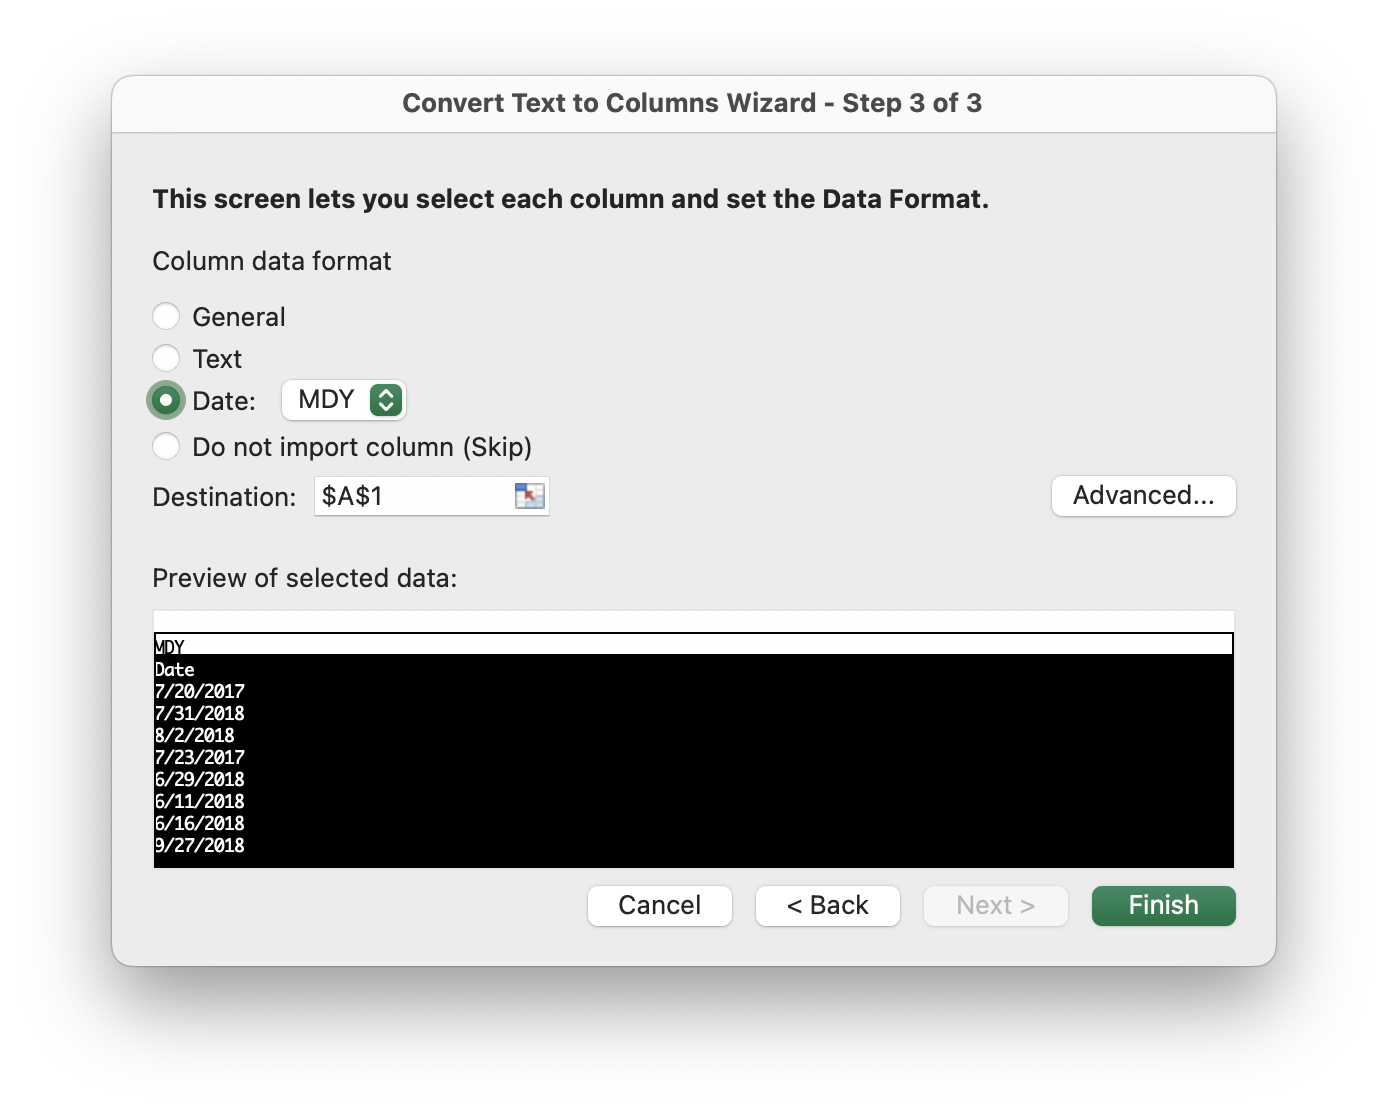 Convert Text to Columns Wizard - Step 3 of 3
This screen lets you select each column and set the Data Format.
Column data format
General
Text
Date: MDY
Do not import column (Skip)
Destination: $A$1
Advanced...
Preview of selected data:
MDY
Date
7/20/2017
7/31/2018
8/2/2018
7/23/2017
6/29/2018
6/11/2018
6/16/2018
9/27/2018
Cancel < Back Next > Finish